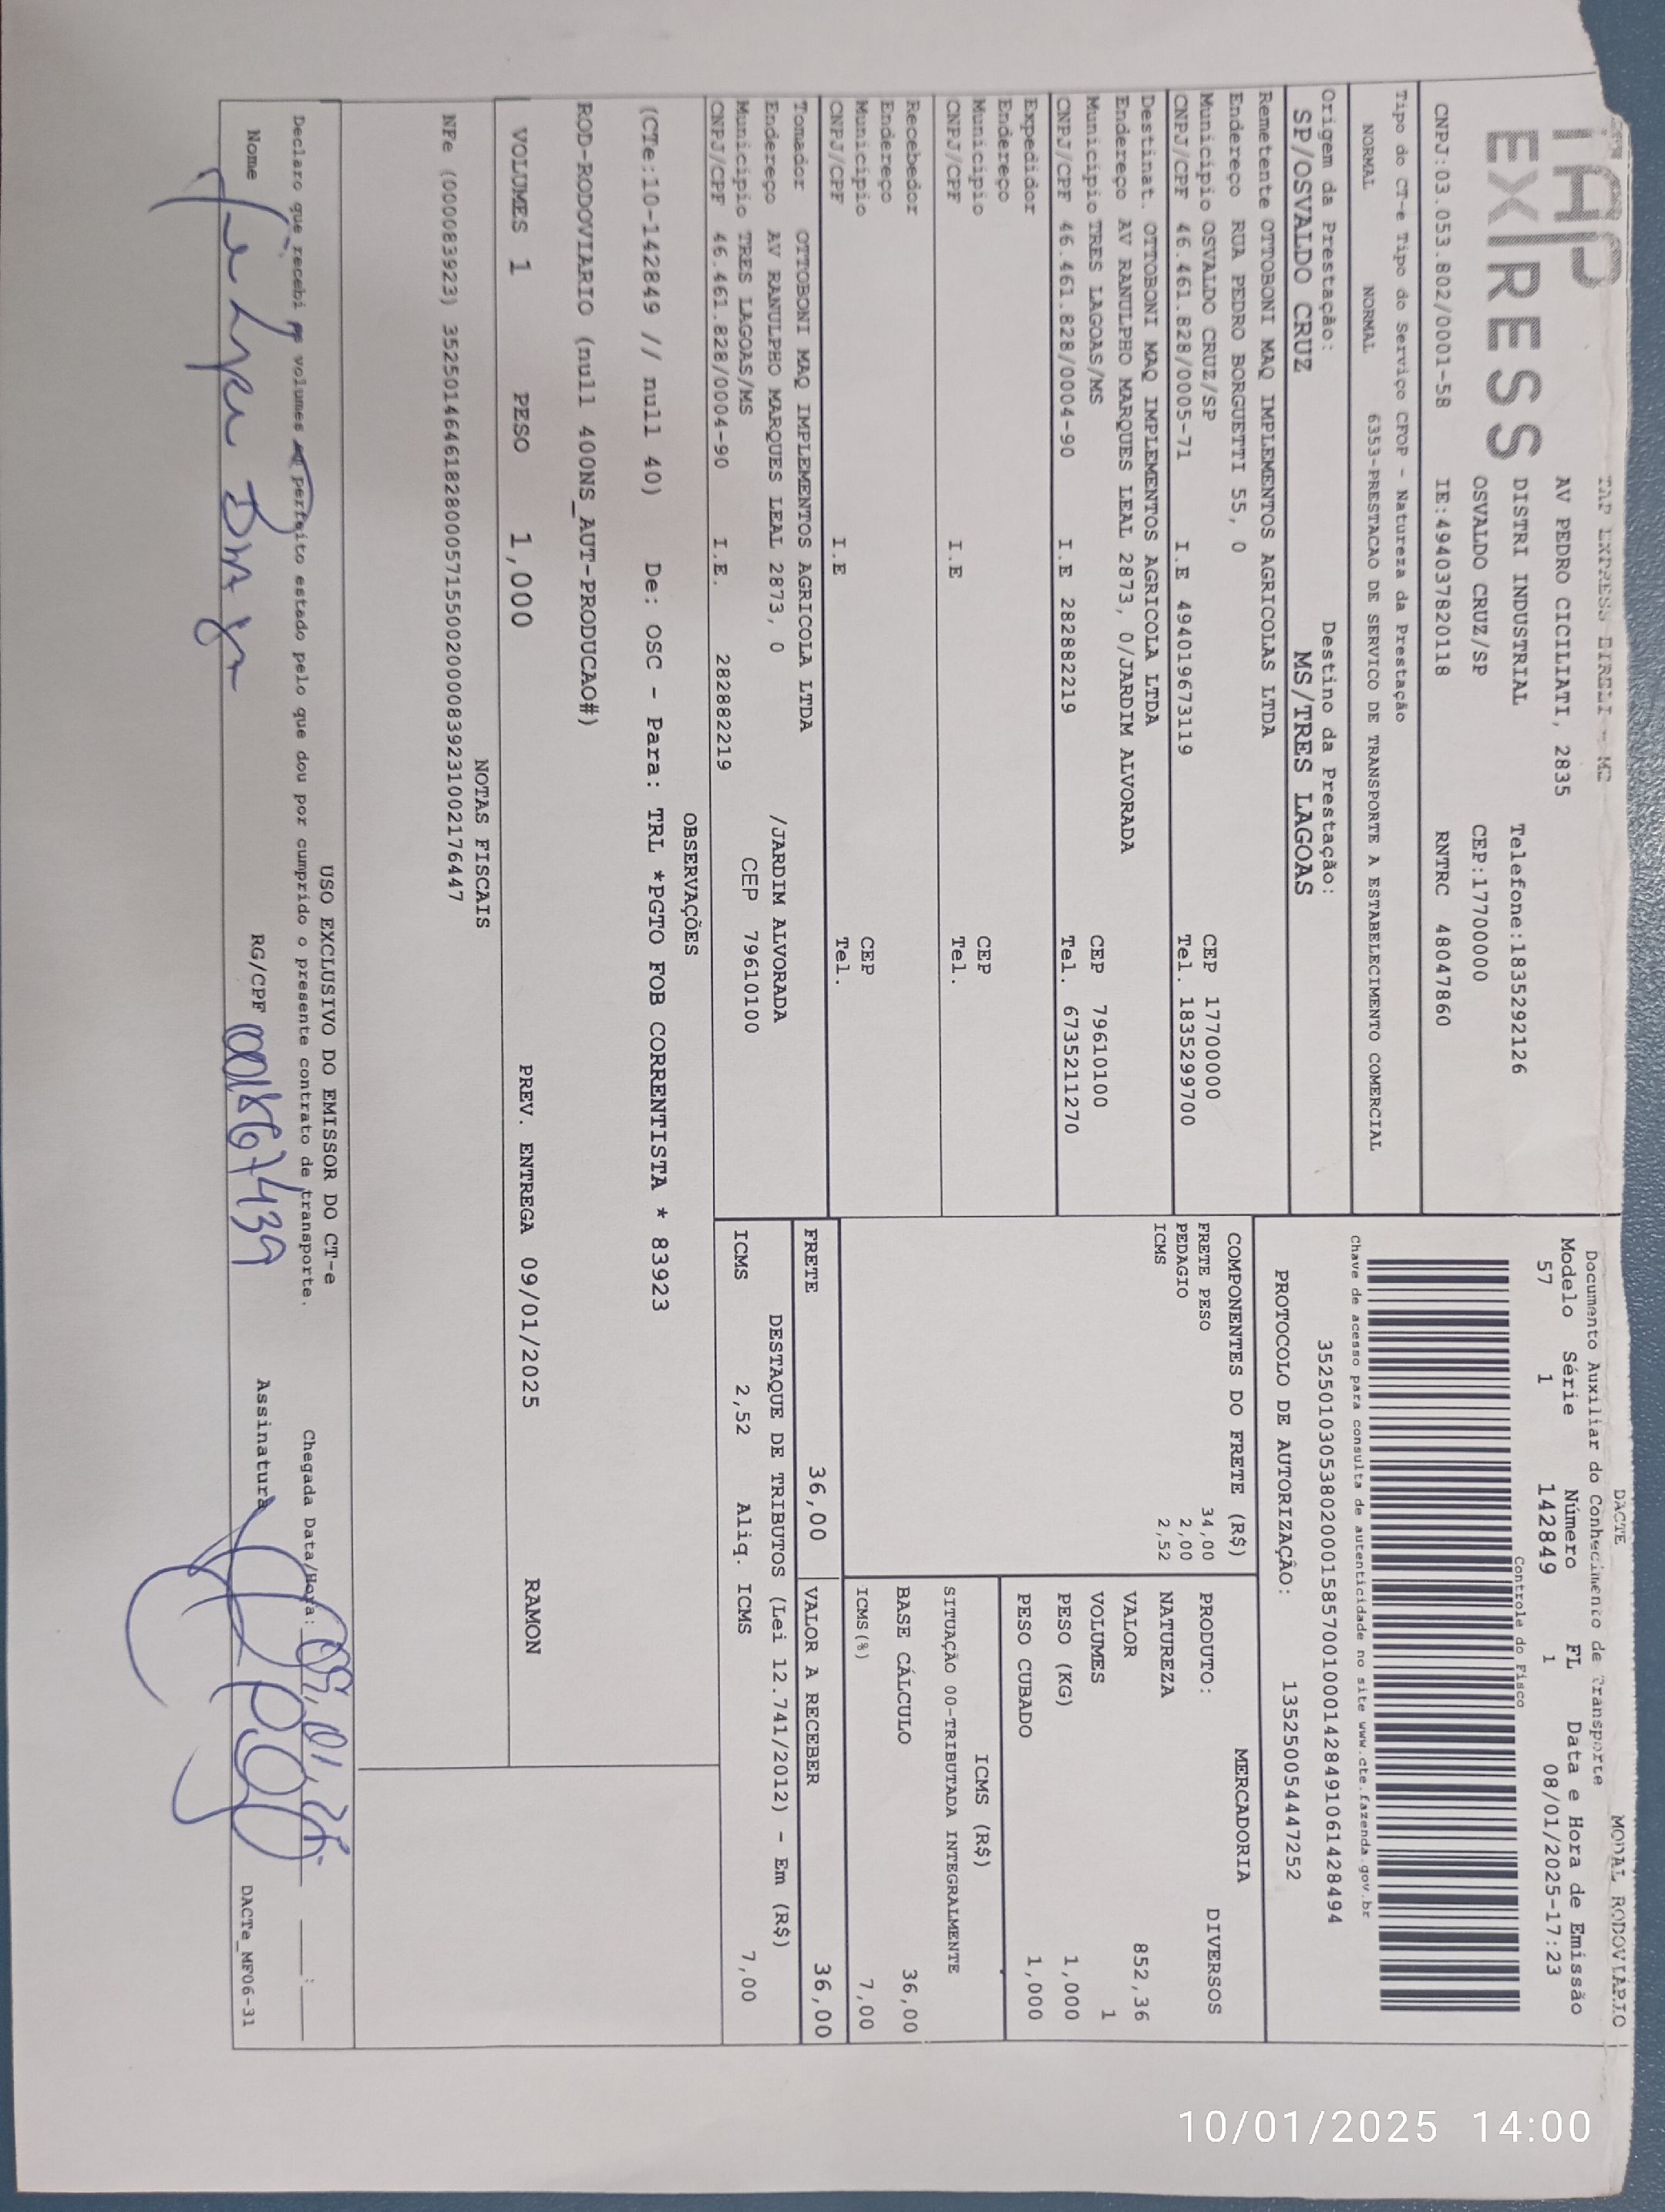 TAP
EXPRESS
TAP EXPRESS EIRELI - ME
AV PEDRO CICILIATI, 2835
DISTRI INDUSTRIAL Telefone:1835292126
OSVALDO CRUZ/SP CEP:17700000
CNPJ:03.053.802/0001-58 IE:494037820118 RNTRC 48047860
Tipo do CT-e Tipo do Serviço CFOP - Natureza da Prestação
NORMAL NORMAL 6353-PRESTACAO DE SERVICO DE TRANSPORTE A ESTABELECIMENTO COMERCIAL
Origem da Prestação: Destino da Prestação:
SP/OSVALDO CRUZ MS/TRES LAGOAS
DACTE MODAL RODOVIARIO
Documento Auxiliar do Conhecimento de Transporte
Modelo Série Número FL Data e Hora de Emissão
57 1 142849 1 08/01/2025-17:23
Controle do Fisco
Chave de acesso para consulta de autenticidade no site www.cte.fazenda.gov.br
35250103053802000158570010001428491061428494
PROTOCOLO DE AUTORIZAÇÃO: 135250054447252
Remetente OTTOBONI MAQ IMPLEMENTOS AGRICOLAS LTDA
Endereço RUA PEDRO BORGUETTI 55, 0
Municipio OSVALDO CRUZ/SP CEP 17700000
CNPJ/CPF 46.461.828/0005-71 I.E 494019673119 Tel. 1835299700
Destinat. OTTOBONI MAQ IMPLEMENTOS AGRICOLA LTDA
Endereço AV RANULPHO MARQUES LEAL 2873, 0/JARDIM ALVORADA
Municipio TRES LAGOAS/MS CEP 79610100
CNPJ/CPF 46.461.828/0004-90 I.E 282882219 Tel. 6735211270
Expedidor
Endereço
Municipio CEP
CNPJ/CPF I.E Tel.
Recebedor
Endereço
Municipio CEP
CNPJ/CPF I.E Tel.
Tomador OTTOBONI MAQ IMPLEMENTOS AGRICOLA LTDA
Endereço AV RANULPHO MARQUES LEAL 2873, 0 /JARDIM ALVORADA
Municipio TRES LAGOAS/MS CEP 79610100
CNPJ/CPF 46.461.828/0004-90 I.E. 282882219
COMPONENTES DO FRETE (R$)
FRETE PESO 34,00
PEDAGIO 2,00
ICMS 2,52
MERCADORIA
PRODUTO: DIVERSOS
NATUREZA
VALOR 852,36
VOLUMES 1
PESO (KG) 1,000
PESO CUBADO 1,000
ICMS (R$)
SITUAÇÃO 00-TRIBUTADA INTEGRALMENTE
BASE CÁLCULO 36,00
ICMS(%) 7,00
FRETE 36,00 VALOR A RECEBER 36,00
DESTAQUE DE TRIBUTOS (Lei 12.741/2012) - Em (R$)
ICMS 2,52 Aliq. ICMS 7,00
OBSERVAÇÕES
(CTe:10-142849 // null 40) De: OSC - Para: TRL *PGTO FOB CORRENTISTA * 83923
ROD-RODOVIARIO (null 400NS_AUT-PRODUCAO#)
VOLUMES 1 PESO 1,000 PREV. ENTREGA 09/01/2025 RAMON
NOTAS FISCAIS
NFe (000083923) 35250146461828000571550020000839231002176447
USO EXCLUSIVO DO EMISSOR DO CT-e
Declaro que recebi os volumes em perfeito estado pelo que dou por cumprido o presente contrato de transporte. Chegada Data/Hora: 09,01,25 ___:___
Nome RG/CPF Assinatura DACTe_MF06-31
10/01/2025 14:00